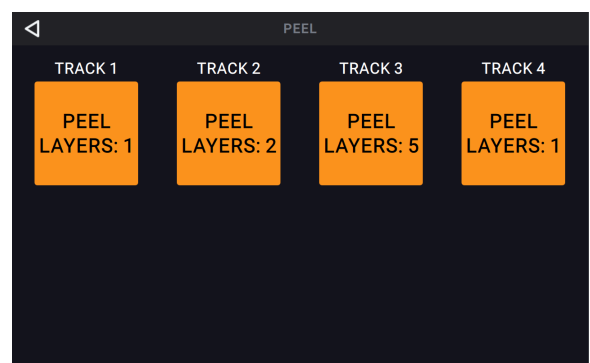 PEEL
TRACK 1
TRACK 2
TRACK 3
TRACK 4
PEEL
LAYERS: 1
PEEL
LAYERS: 2
PEEL
LAYERS: 5
PEEL
LAYERS: 1